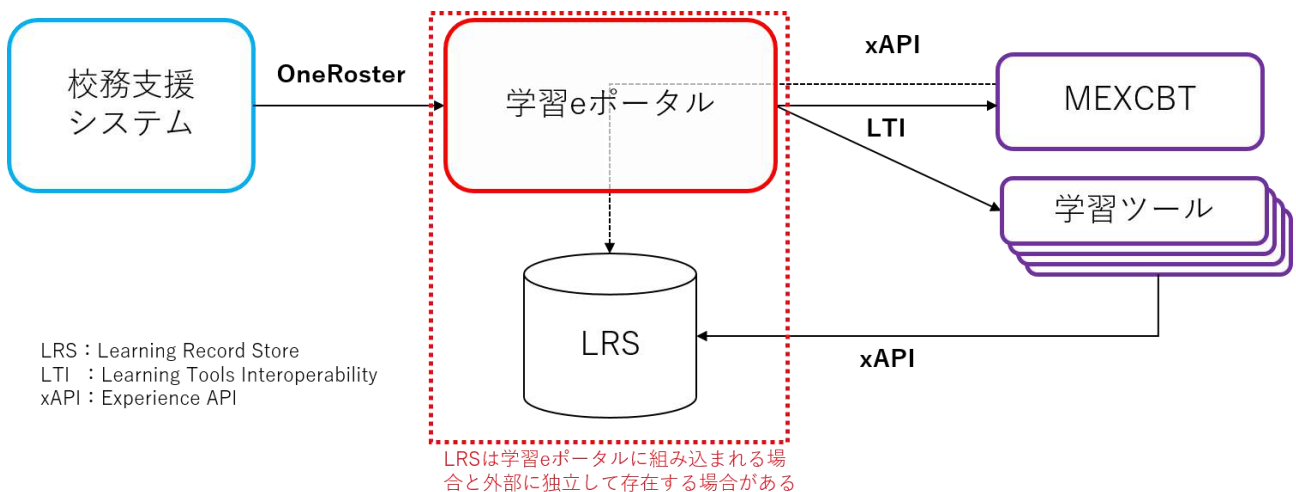 校務支援
システム
OneRoster
学習eポータル
xAPI
MEXCBT
LTI
学習ツール
LRS
xAPI
LRS：Learning Record Store
LTI ：Learning Tools Interoperability
xAPI：Experience API
LRSは学習eポータルに組み込まれる場
合と外部に独立して存在する場合がある